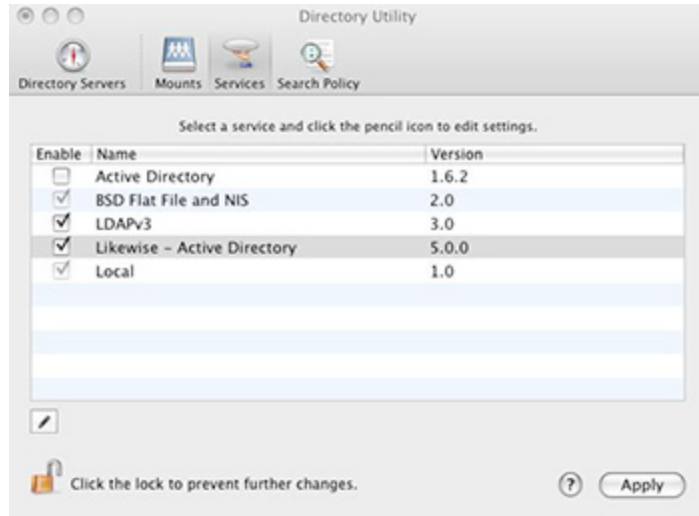 Directory Utility
Directory Servers Mounts Services Search Policy
Select a service and click the pencil icon to edit settings.
Enable Name Version
Active Directory 1.6.2
BSD Flat File and NIS 2.0
LDAPv3 3.0
Likewise – Active Directory 5.0.0
Local 1.0
Click the lock to prevent further changes. ? Apply